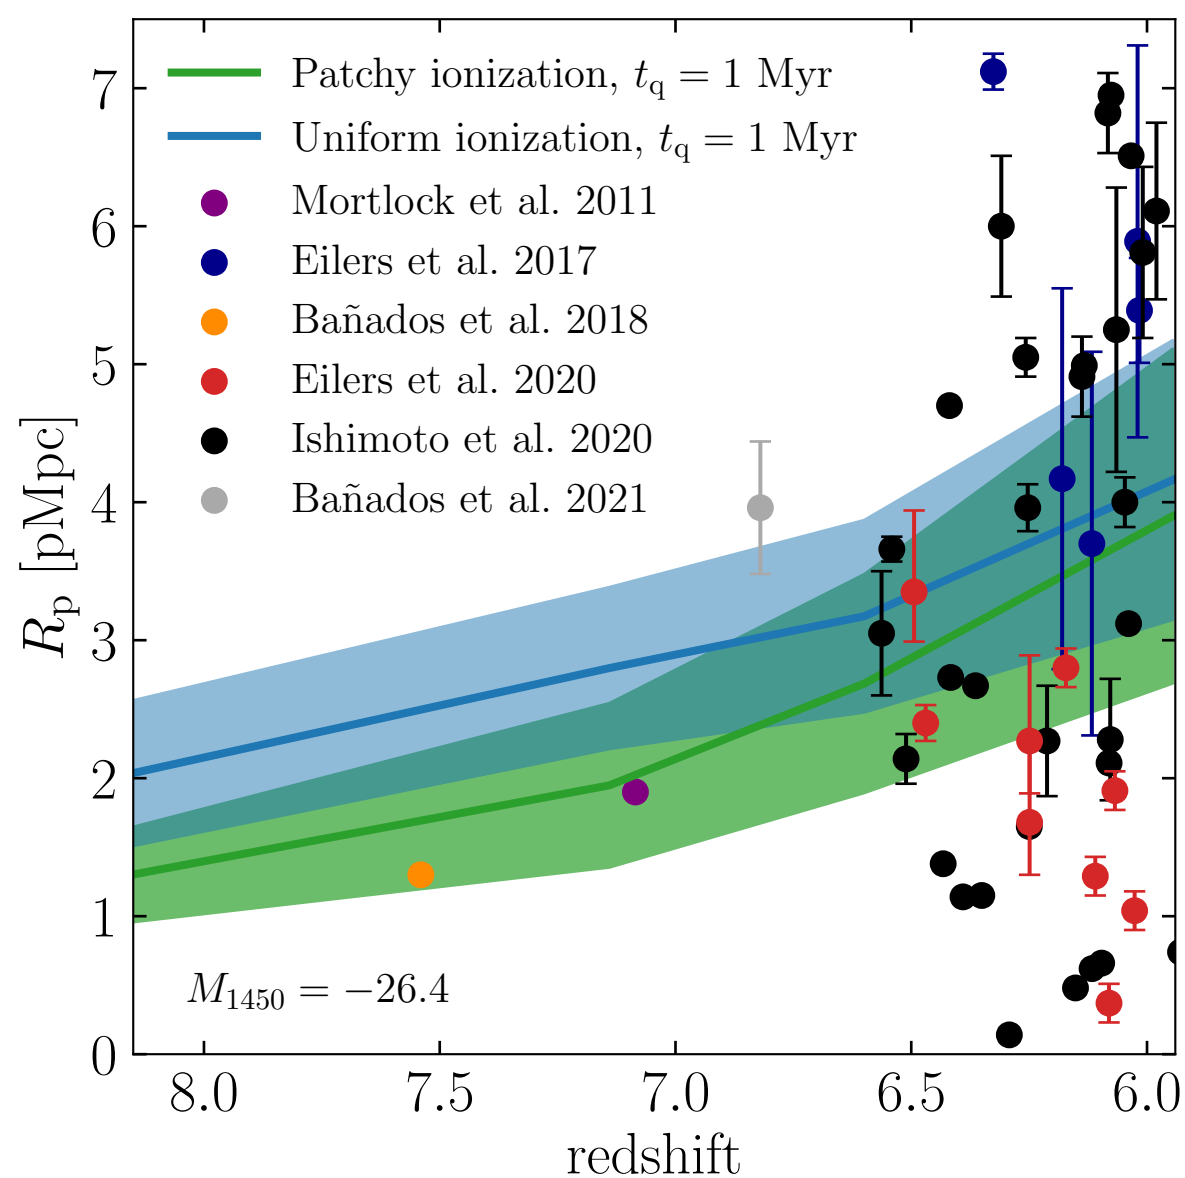 Patchy ionization, t_q = 1 Myr
Uniform ionization, t_q = 1 Myr
Mortlock et al. 2011
Eilers et al. 2017
Bañados et al. 2018
Eilers et al. 2020
Ishimoto et al. 2020
Bañados et al. 2021
M_1450 = −26.4
R_p [pMpc]
7
6
5
4
3
2
1
0
8.0 7.5 7.0 6.5 6.0
redshift